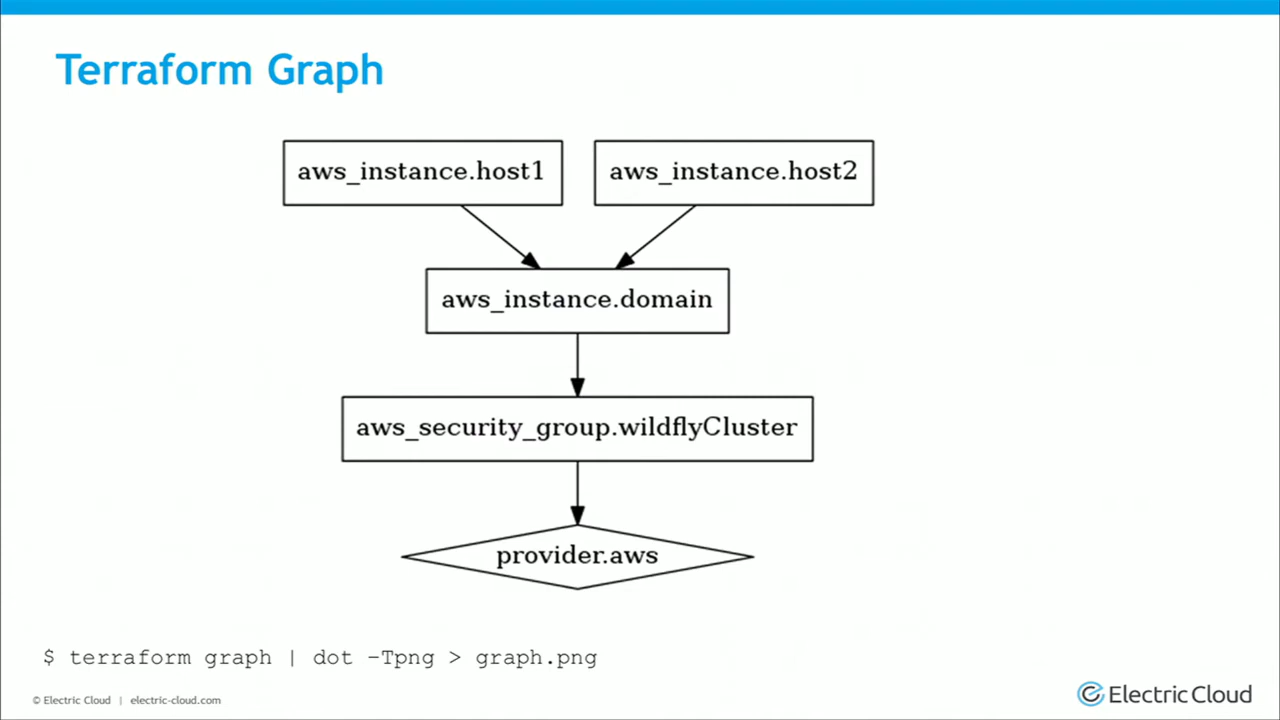 Terraform Graph
aws_instance.host1
aws_instance.host2
aws_instance.domain
aws_security_group.wildflyCluster
provider.aws
$ terraform graph | dot -Tpng > graph.png
© Electric Cloud | electric-cloud.com
Electric Cloud